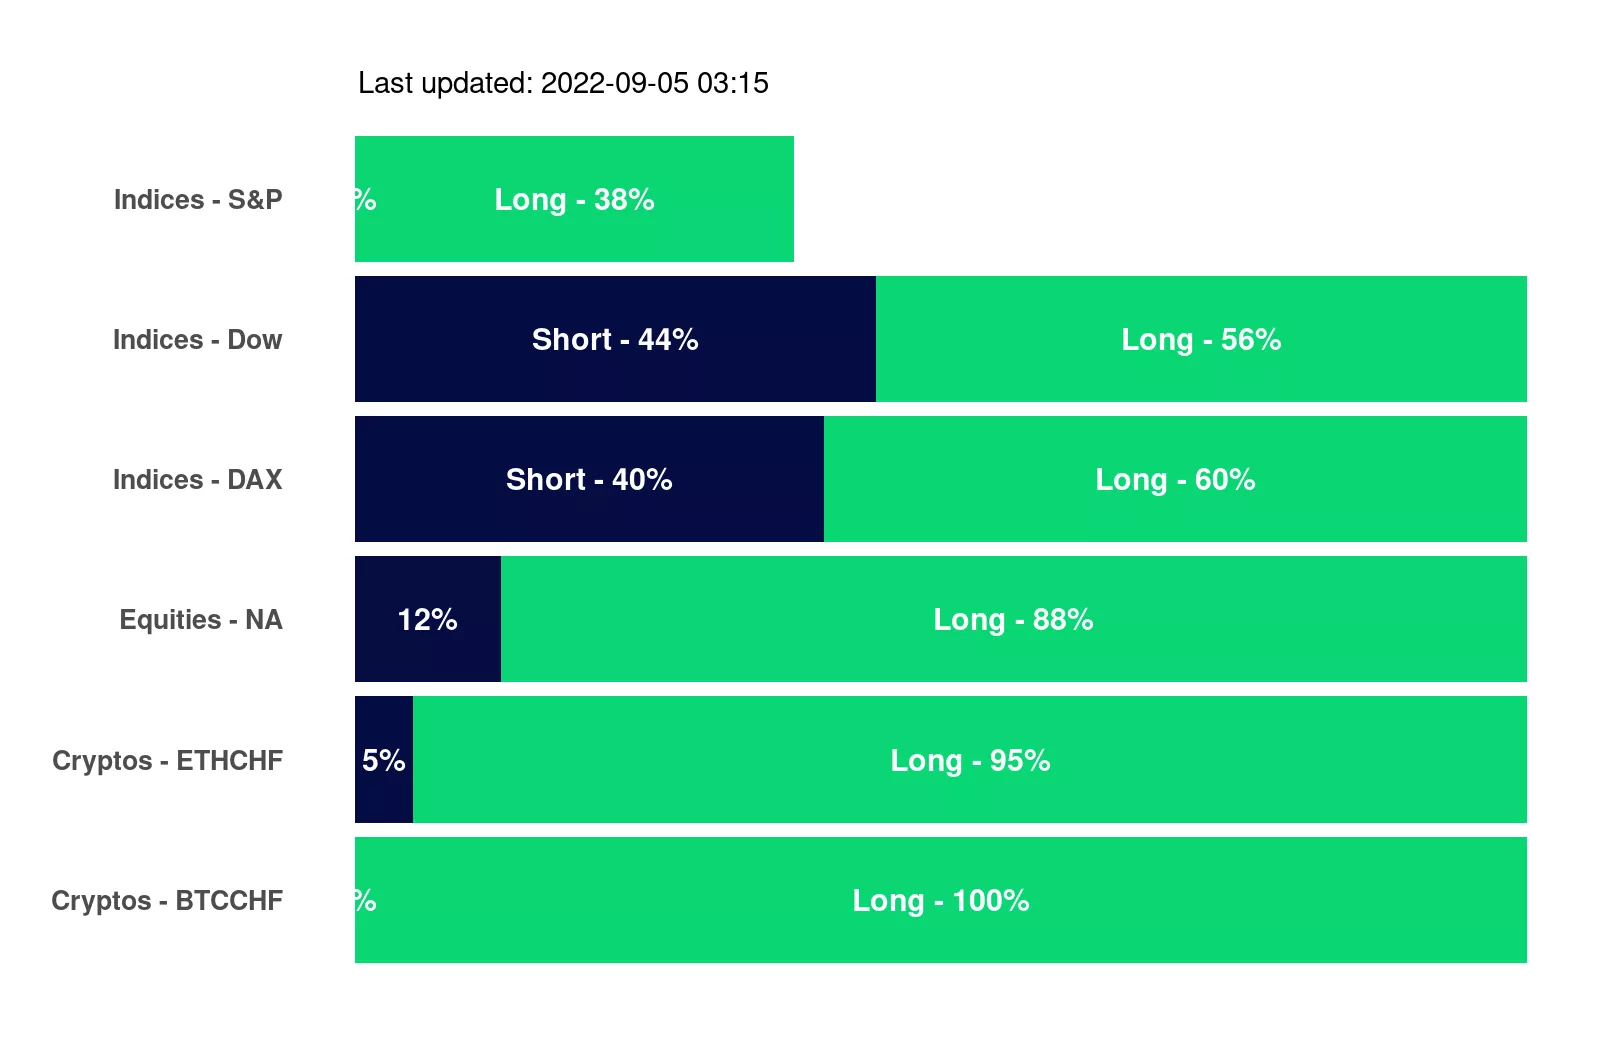 Last updated: 2022-09-05 03:15
Indices - S&P
%
Long - 38%
Indices - Dow
Short - 44%
Long - 56%
Indices - DAX
Short - 40%
Long - 60%
Equities - NA
12%
Long - 88%
Cryptos - ETHCHF
5%
Long - 95%
Cryptos - BTCCHF
%
Long - 100%